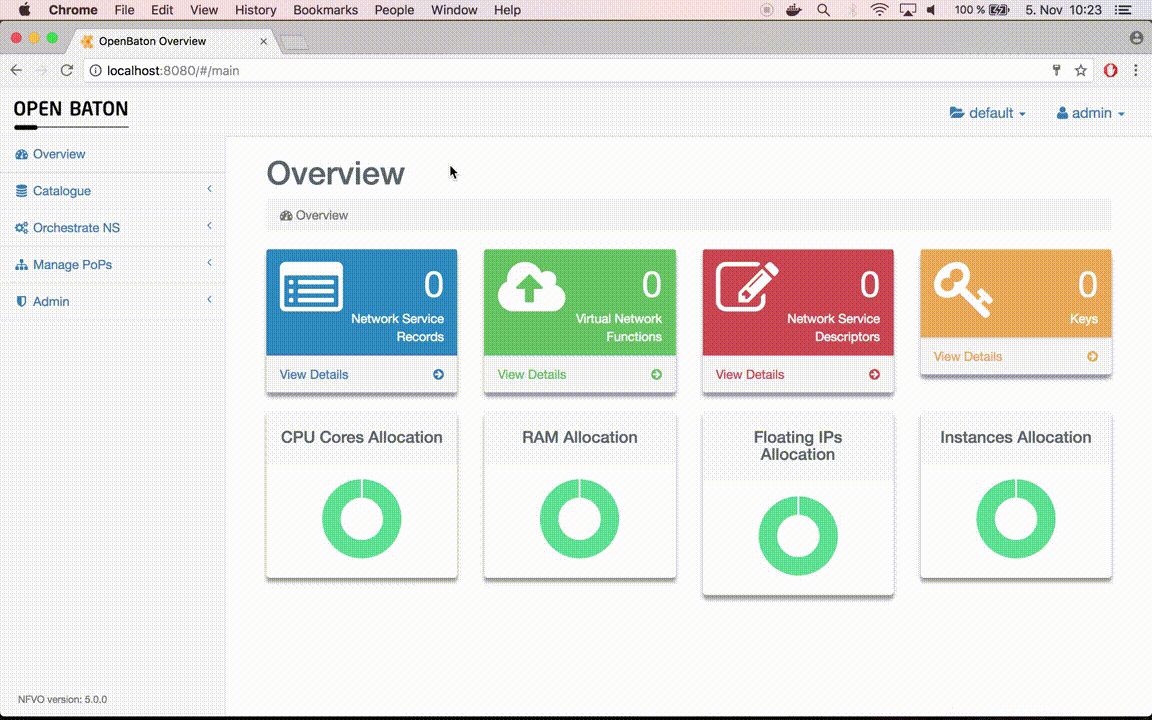 Chrome File Edit View History Bookmarks People Window Help 100 % 5. Nov 10:23
OpenBaton Overview
localhost:8080/#/main
OPEN BATON
default
admin
Overview
Catalogue
Orchestrate NS
Manage PoPs
Admin
Overview
Overview
0
Network Service
Records
View Details
0
Virtual Network
Functions
View Details
0
Network Service
Descriptors
View Details
0
Keys
View Details
CPU Cores Allocation
RAM Allocation
Floating IPs
Allocation
Instances Allocation
NFVO version: 5.0.0